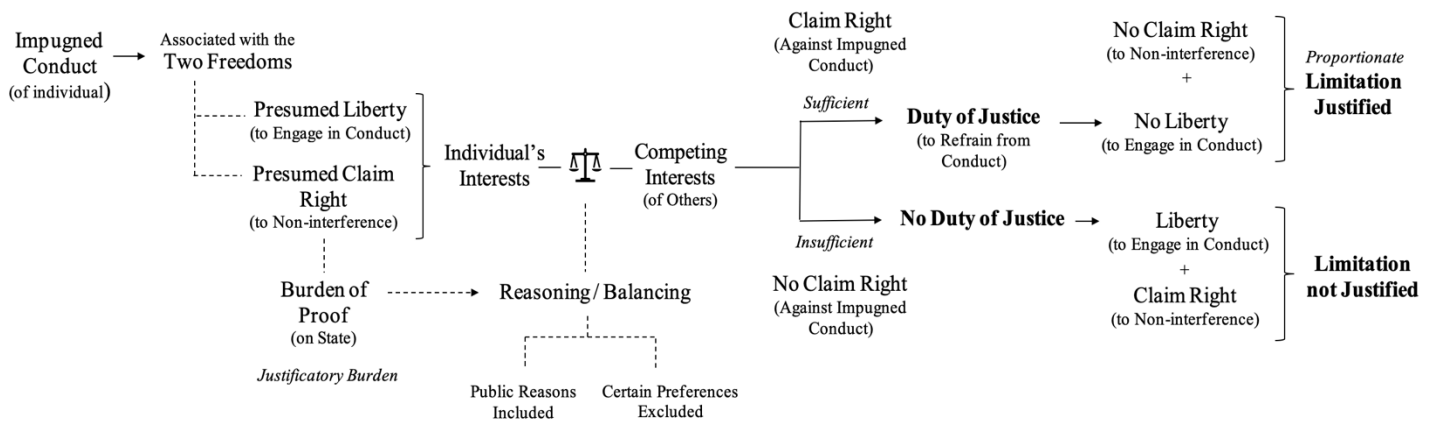 Impugned
Conduct
(of individual)
Associated with the
Two Freedoms
Presumed Liberty
(to Engage in Conduct)
Presumed Claim
Right
(to Non-interference)
Burden of
Proof
(on State)
Justificatory Burden
Individual's
Interests
Competing
Interests
(of Others)
Reasoning / Balancing
Public Reasons
Included
Certain Preferences
Excluded
Claim Right
(Against Impugned
Conduct)
Sufficient
Duty of Justice
(to Refrain from
Conduct)
No Claim Right
(to Non-interference)
+
No Liberty
(to Engage in Conduct)
Proportionate
Limitation
Justified
Insufficient
No Duty of Justice
No Claim Right
(Against Impugned
Conduct)
Liberty
(to Engage in Conduct)
+
Claim Right
(to Non-interference)
Limitation
not Justified